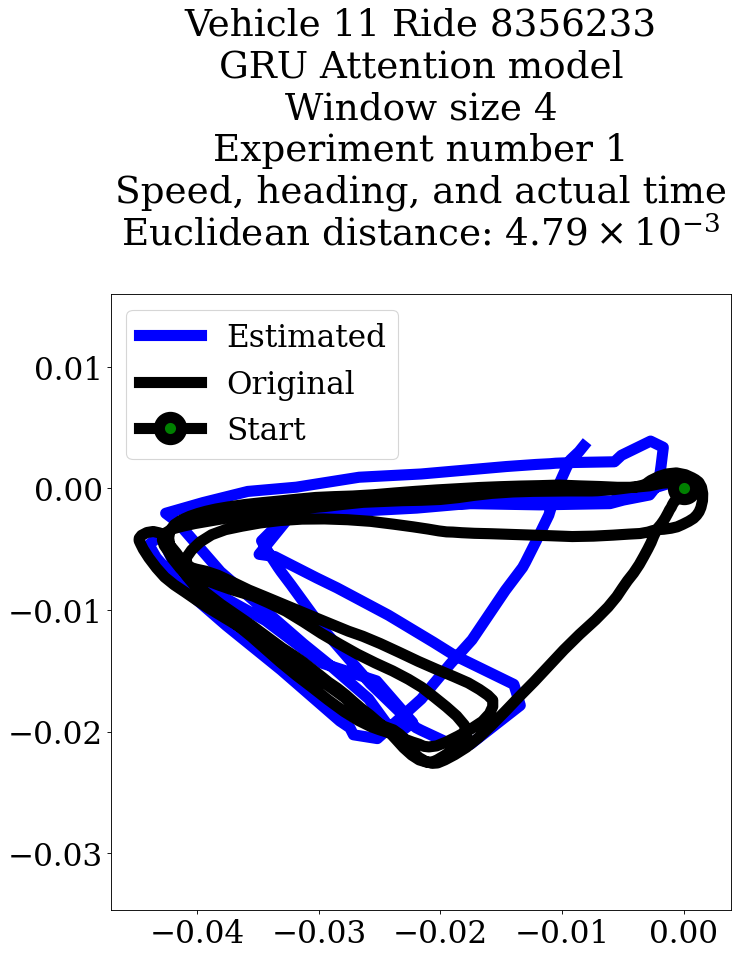 Vehicle 11 Ride 8356233
GRU Attention model
Window size 4
Experiment number 1
Speed, heading, and actual time
Euclidean distance: 4.79 × 10⁻³
Estimated
Original
Start
0.01
0.00
−0.01
−0.02
−0.03
−0.04 −0.03 −0.02 −0.01 0.00